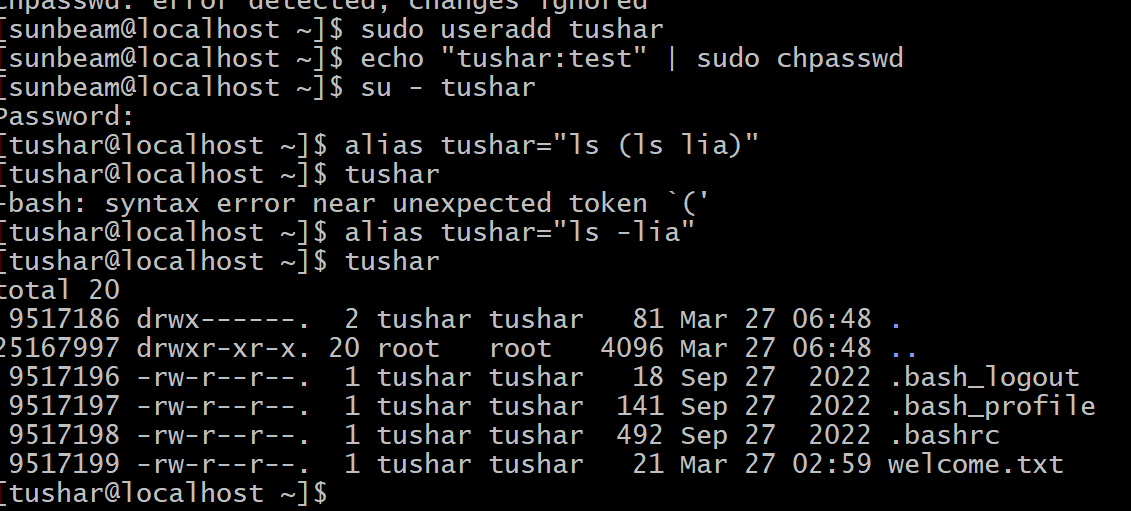 chpasswd: error detected, changes ignored
[sunbeam@localhost ~]$ sudo useradd tushar
[sunbeam@localhost ~]$ echo "tushar:test" | sudo chpasswd
[sunbeam@localhost ~]$ su - tushar
Password:
[tushar@localhost ~]$ alias tushar="ls (ls lia)"
[tushar@localhost ~]$ tushar
-bash: syntax error near unexpected token `('
[tushar@localhost ~]$ alias tushar="ls -lia"
[tushar@localhost ~]$ tushar
total 20
 9517186 drwx------.  2 tushar tushar   81 Mar 27 06:48 .
25167997 drwxr-xr-x. 20 root   root   4096 Mar 27 06:48 ..
 9517196 -rw-r--r--.  1 tushar tushar   18 Sep 27  2022 .bash_logout
 9517197 -rw-r--r--.  1 tushar tushar  141 Sep 27  2022 .bash_profile
 9517198 -rw-r--r--.  1 tushar tushar  492 Sep 27  2022 .bashrc
 9517199 -rw-r--r--.  1 tushar tushar   21 Mar 27 02:59 welcome.txt
[tushar@localhost ~]$